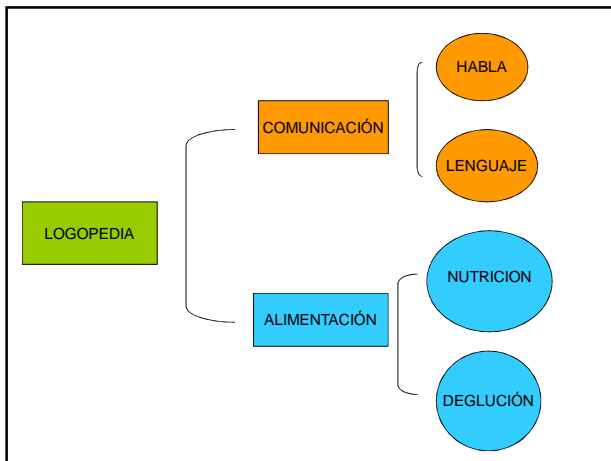 HABLA
COMUNICACIÓN
LENGUAJE
LOGOPEDIA
NUTRICION
ALIMENTACIÓN
DEGLUCIÓN